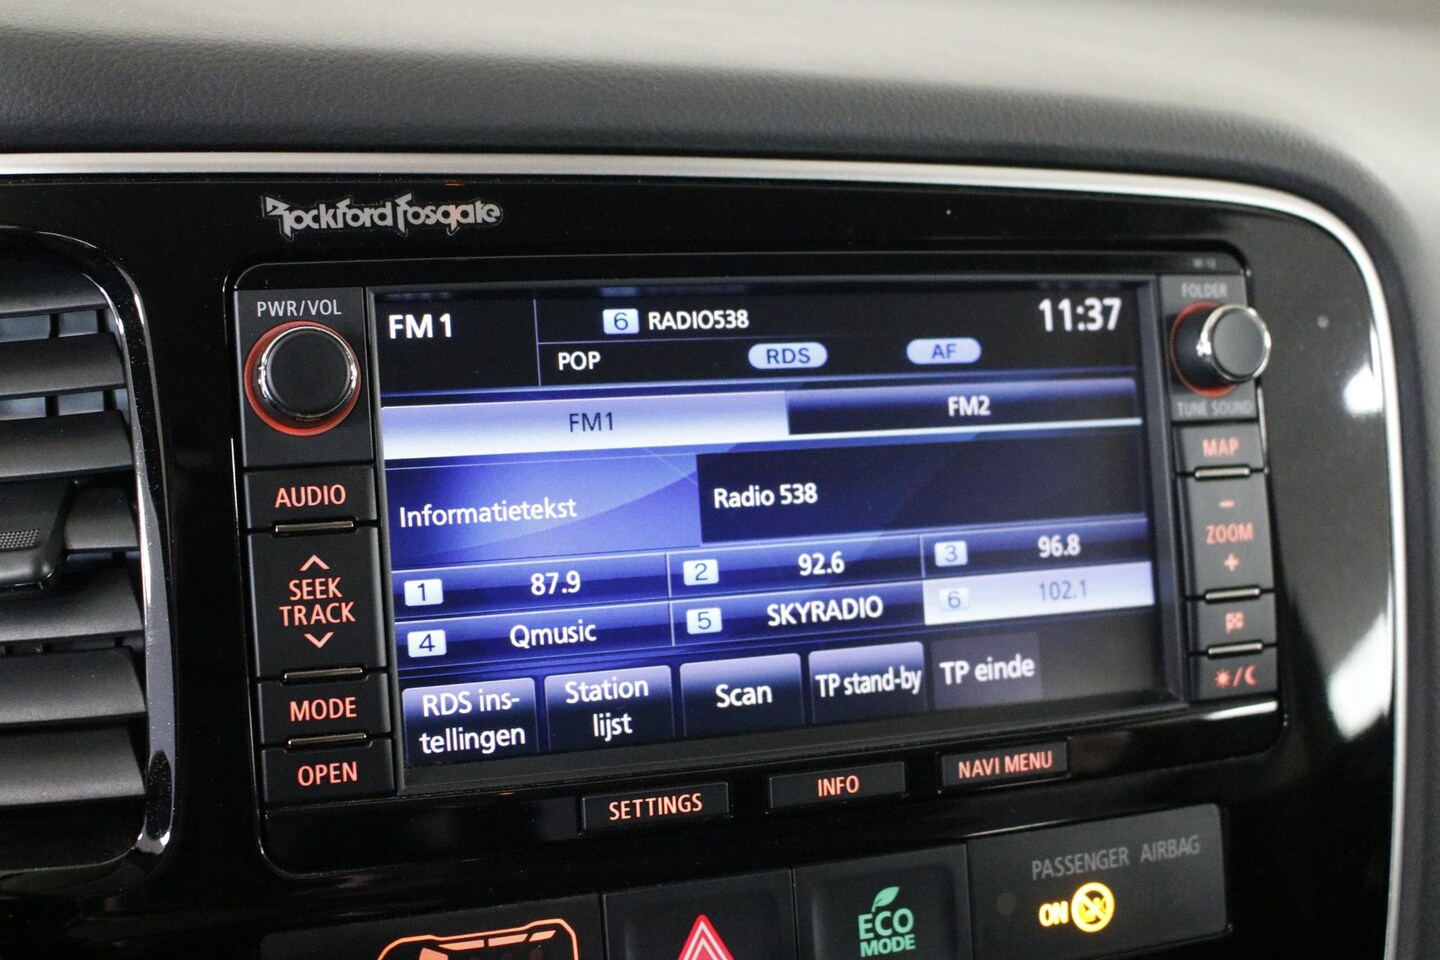 Rockford Fosgate
PWR/VOL
FM 1
6 RADIO538
11:37
FOLDER
POP
RDS
AF
TUNE SOUND
FM1
FM2
MAP
AUDIO
Informatietekst
Radio 538
- ZOOM +
SEEK
TRACK
1 87.9
2 92.6
3 96.8
4 Qmusic
5 SKYRADIO
6 102.1
MODE
RDS ins-
tellingen
Station
lijst
Scan
TP stand-by
TP einde
OPEN
SETTINGS
INFO
NAVI MENU
PASSENGER AIRBAG
ON
ECO
MODE